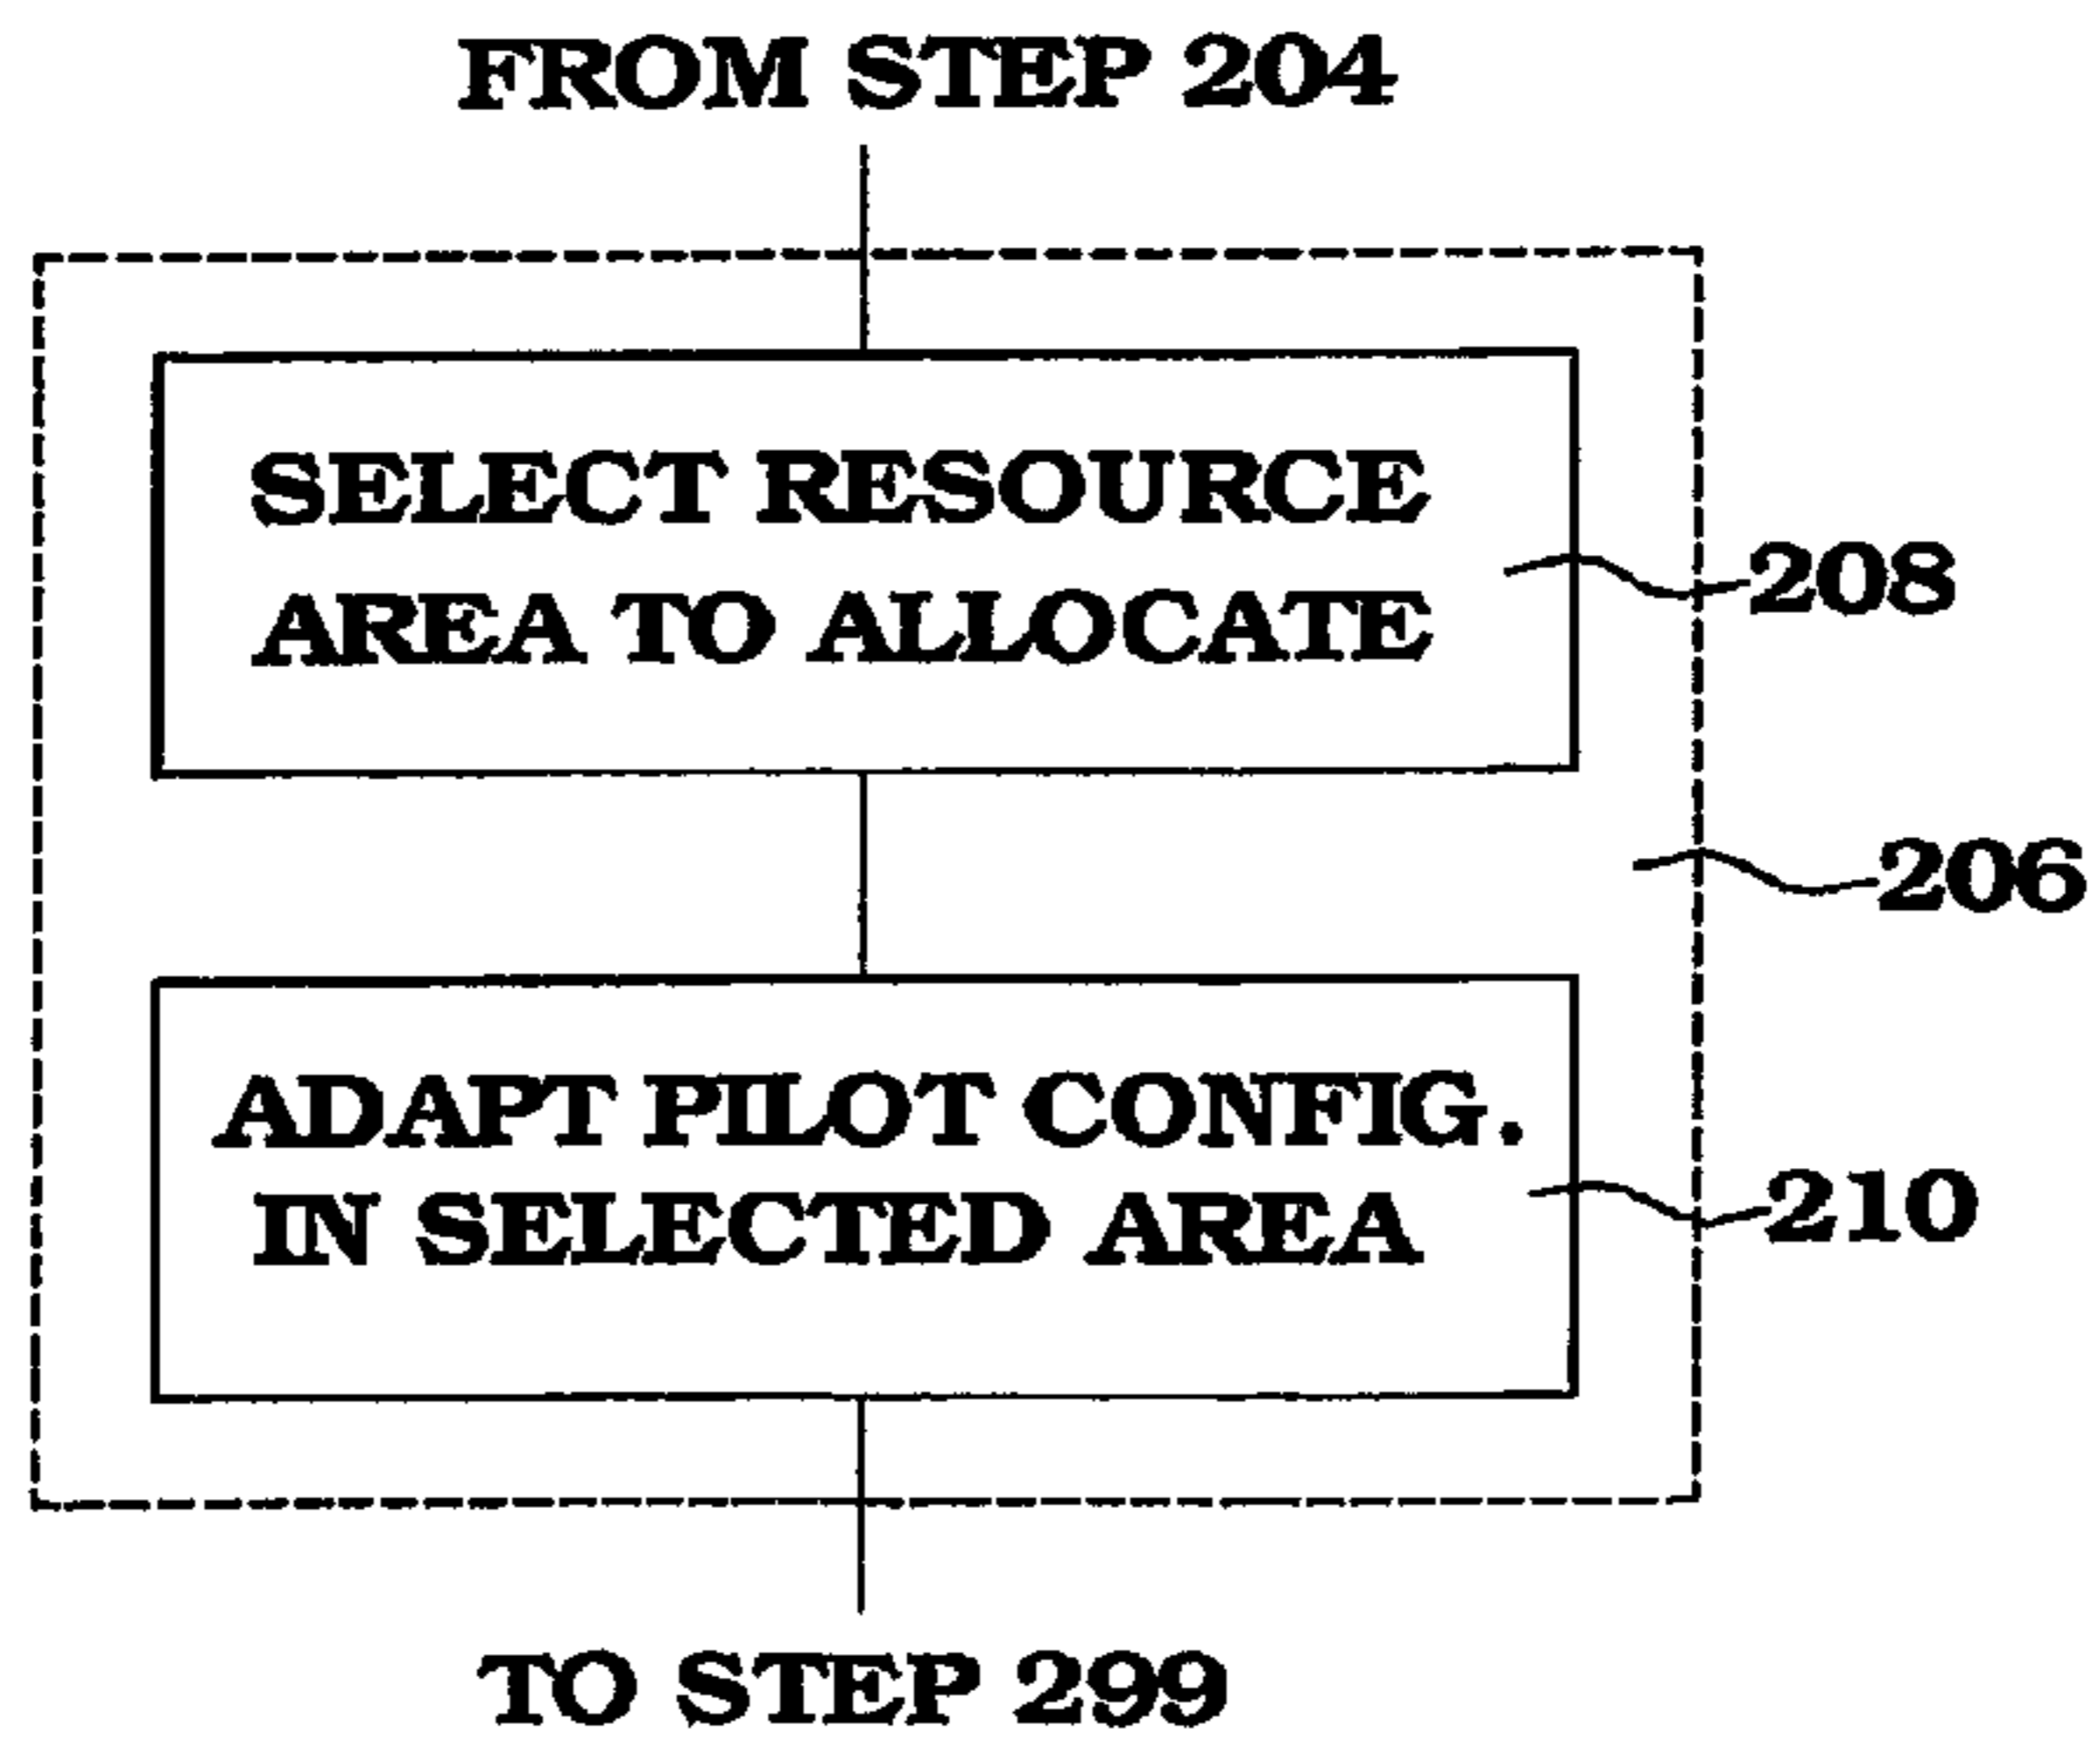 FROM STEP 204
SELECT RESOURCE
AREA TO ALLOCATE
208
206
ADAPT PILOT CONFIG.
IN SELECTED AREA
210
TO STEP 299